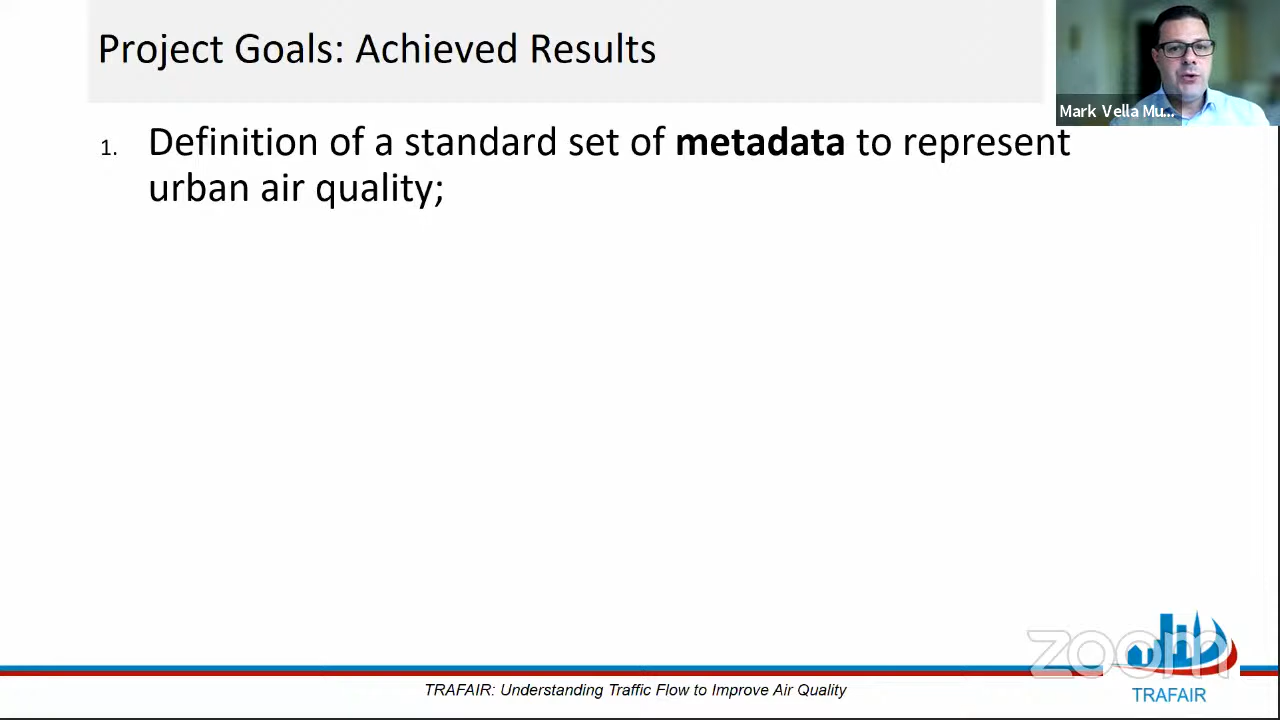 Project Goals: Achieved Results
Mark Vella Mu...
1. Definition of a standard set of metadata to represent
urban air quality;
zoom
TRAFAIR: Understanding Traffic Flow to Improve Air Quality
TRAFAIR